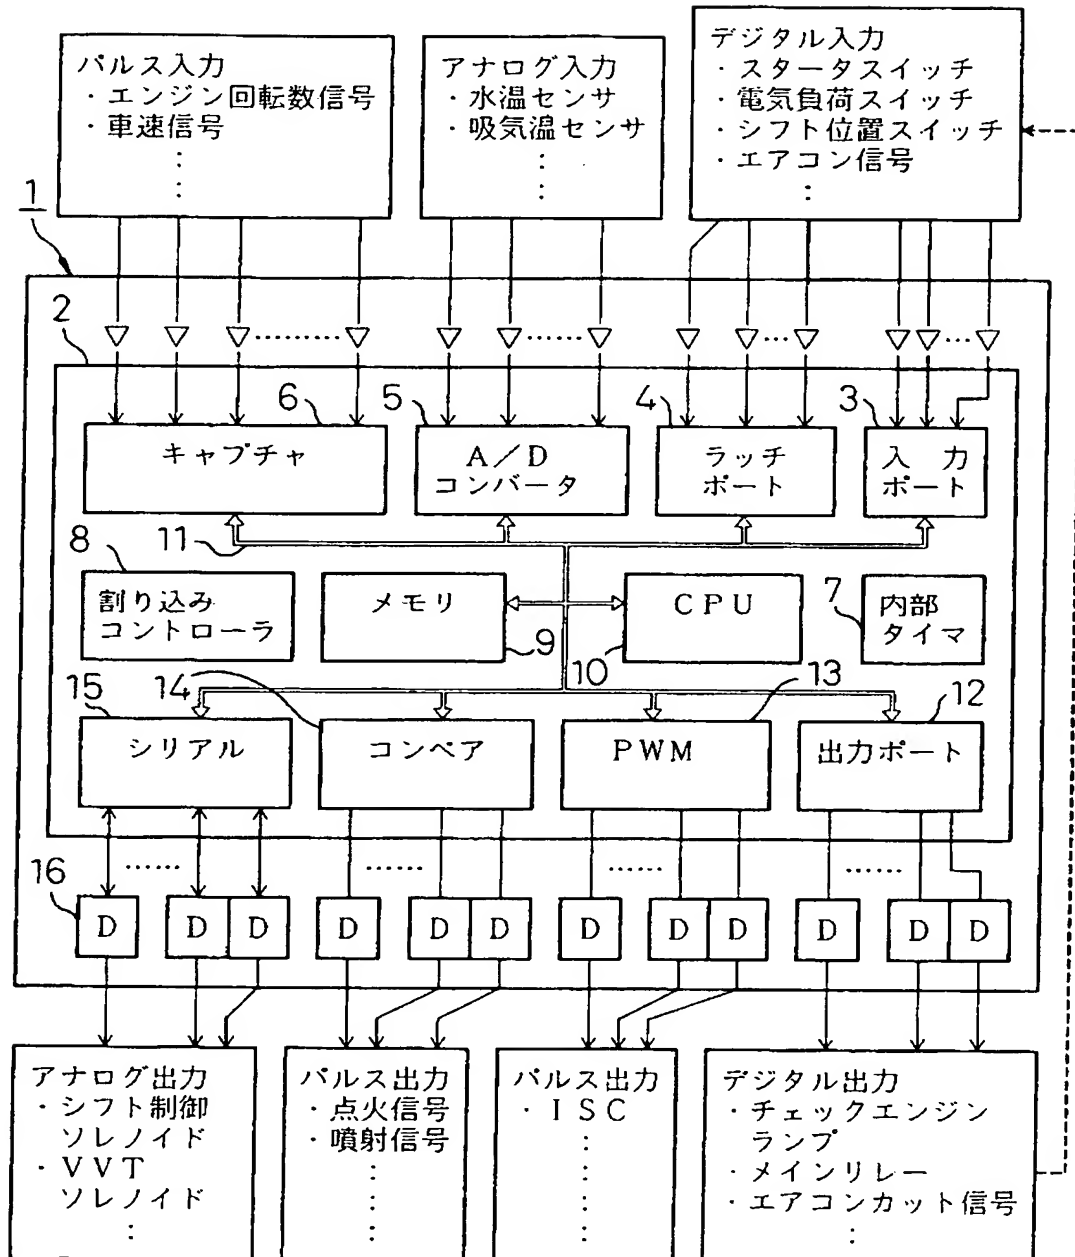 パルス入力
・エンジン回転数信号
・車速信号
アナログ入力
・水温センサ
・吸気温センサ
デジタル入力
・スタータスイッチ
・電気負荷スイッチ
・シフト位置スイッチ
・エアコン信号
1
2
6
キャプチャ
5
A/D
コンバータ
4
ラッチ
ポート
3
入力
ポート
11
8
割り込み
コントローラ
メモリ
9
CPU
10
7
内部
タイマ
15
シリアル
14
コンペア
13
PWM
12
出力ポート
16
D
D
D
D
D
D
D
D
D
D
D
D
アナログ出力
・シフト制御
ソレノイド
・VVT
ソレノイド
パルス出力
・点火信号
・噴射信号
パルス出力
・ISC
デジタル出力
・チェックエンジン
ランプ
・メインリレー
・エアコンカット信号